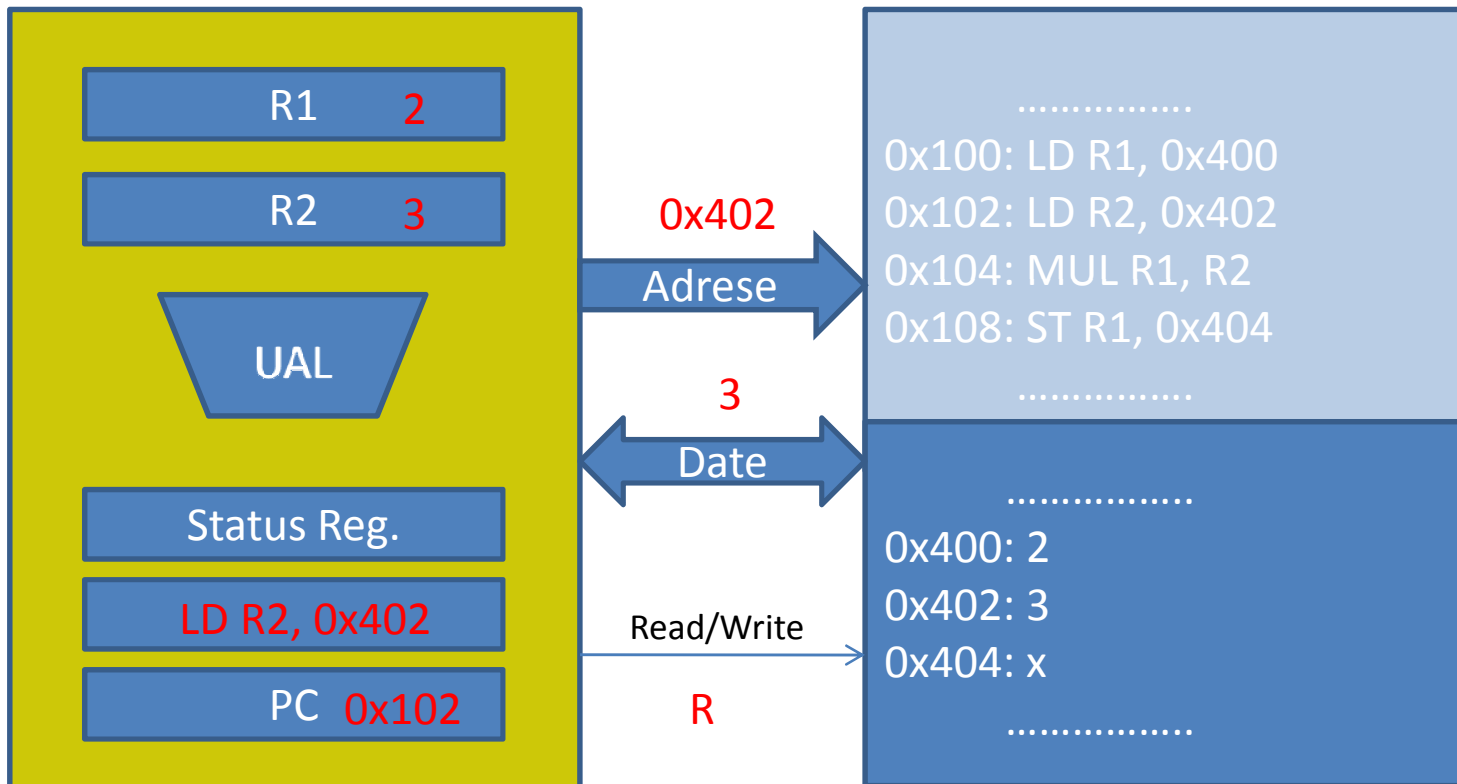 R1 2
R2 3
UAL
Status Reg.
LD R2, 0x402
PC 0x102
0x402
Adrese
3
Date
Read/Write
R
…………….
0x100: LD R1, 0x400
0x102: LD R2, 0x402
0x104: MUL R1, R2
0x108: ST R1, 0x404
…………….
……………..
0x400: 2
0x402: 3
0x404: x
……………..